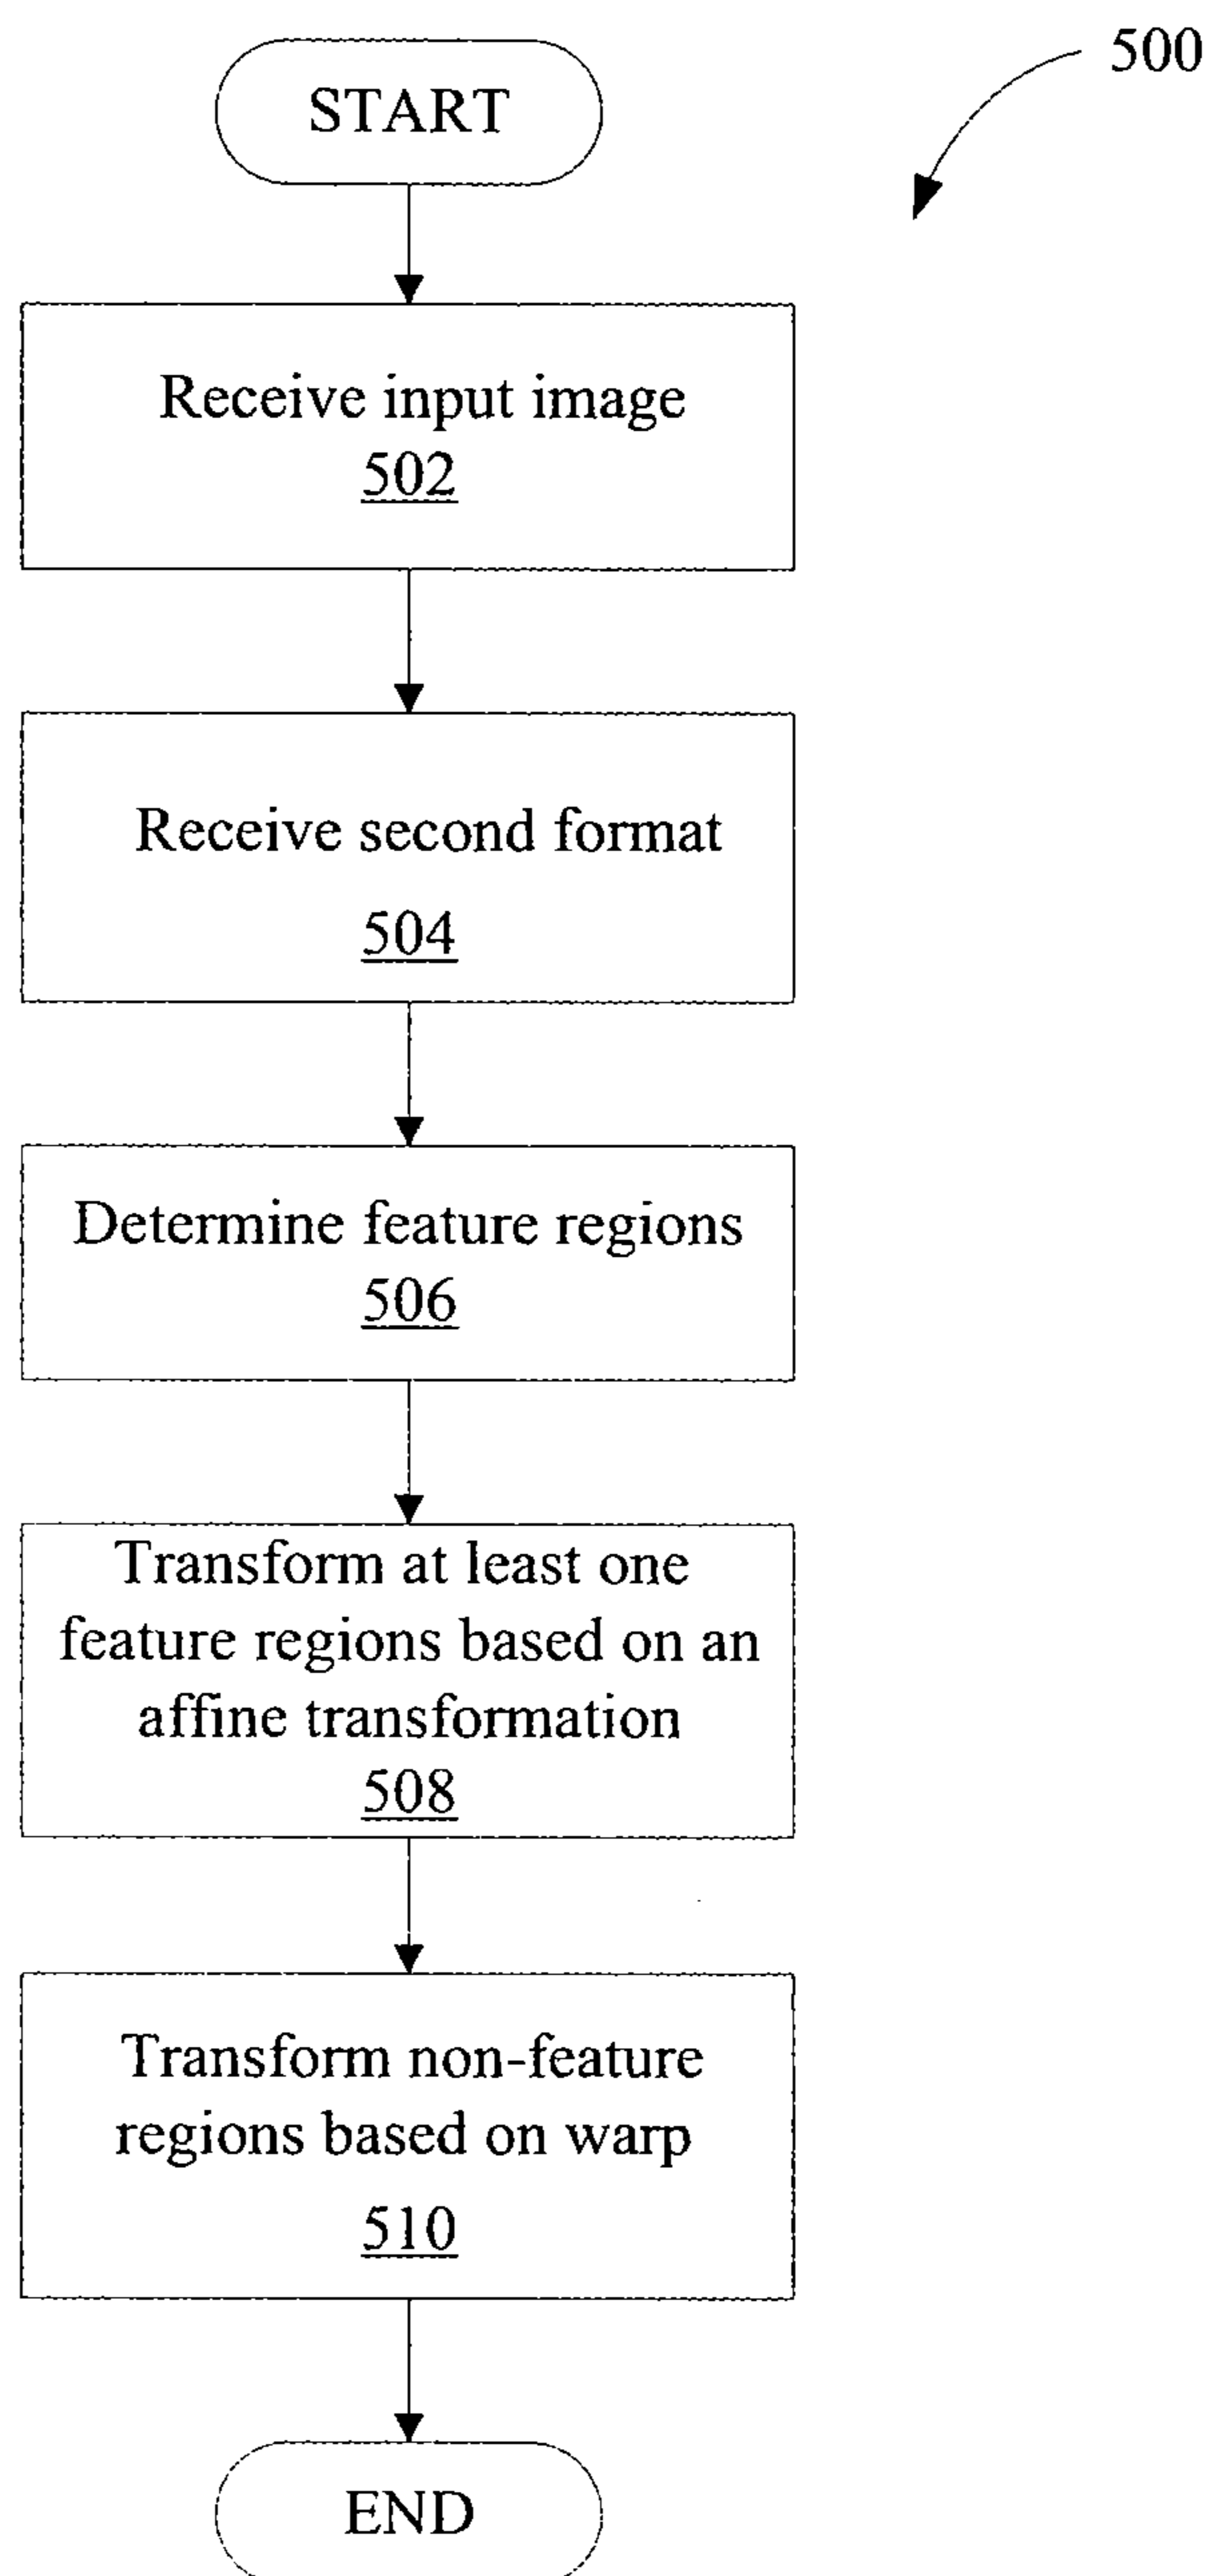 500
START
Receive input image
502
Receive second format
504
Determine feature regions
506
Transform at least one
feature regions based on an
affine transformation
508
Transform non-feature
regions based on warp
510
END